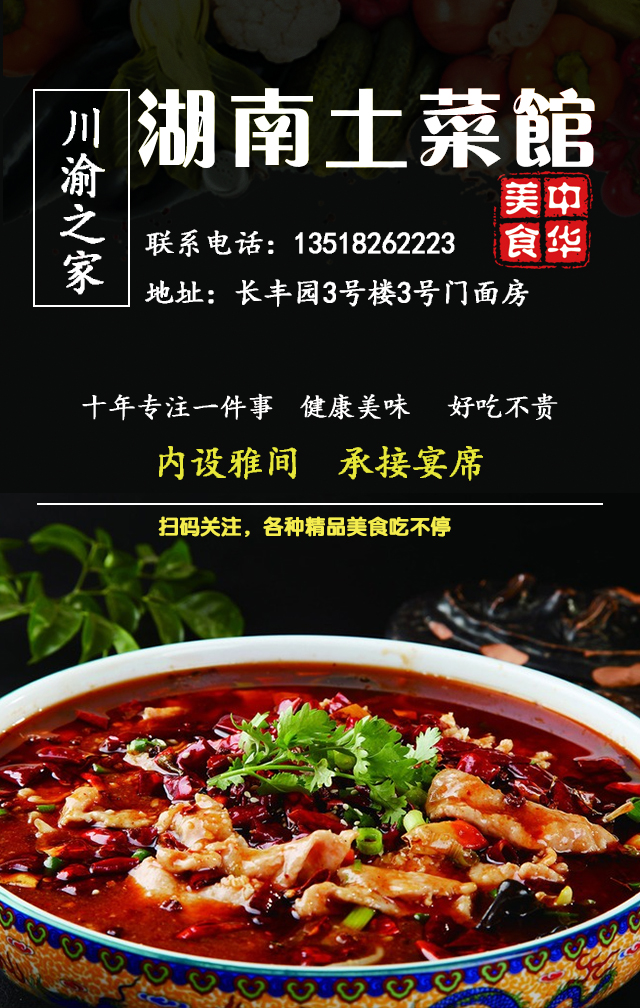 川渝之家
湖南土菜館
中华美食
联系电话：13518262223
地址：长丰园3号楼3号门面房
十年专注一件事 健康美味 好吃不贵
内设雅间 承接宴席
扫码关注，各种精品美食吃不停